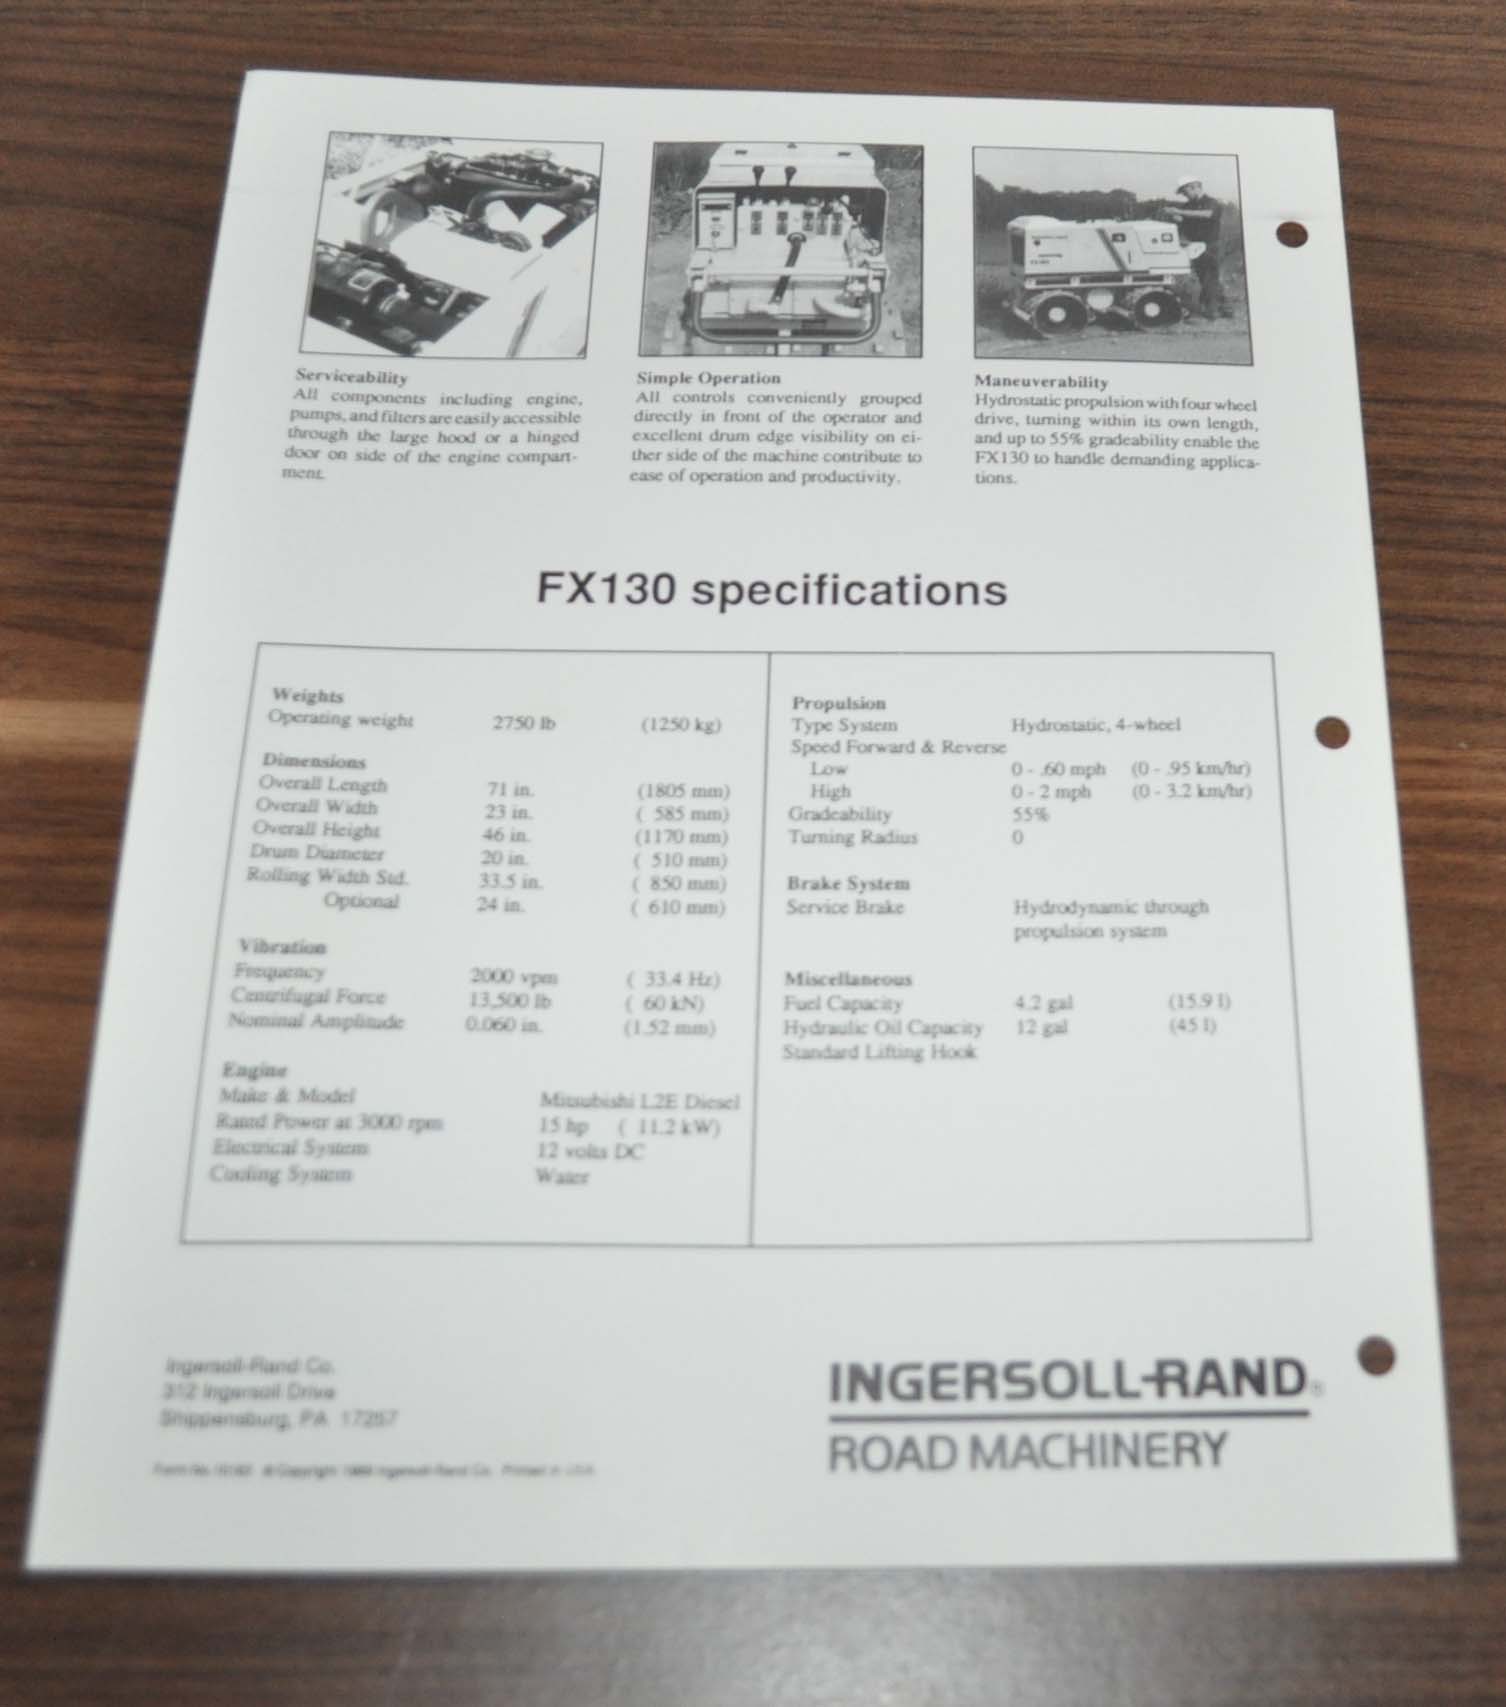 Serviceability
All components including engine,
pumps, and filters are easily accessible
through the large hood or a hinged
door on side of the engine compart-
ment.
Simple Operation
All controls conveniently grouped
directly in front of the operator and
excellent drum edge visibility on ei-
ther side of the machine contribute to
ease of operation and productivity.
Maneuverability
Hydrostatic propulsion with four wheel
drive, turning within its own length,
and up to 55% gradeability enable the
FX130 to handle demanding applica-
tions.
FX130 specifications
Weights
Operating weight 2750 lb (1250 kg)
Dimensions
Overall Length 71 in. (1805 mm)
Overall Width 23 in. ( 585 mm)
Overall Height 46 in. (1170 mm)
Drum Diameter 20 in. ( 510 mm)
Rolling Width Std. 33.5 in. ( 850 mm)
Optional 24 in. ( 610 mm)
Vibration
Frequency 2000 vpm ( 33.4 Hz)
Centrifugal Force 13,500 lb ( 60 kN)
Nominal Amplitude 0.060 in. (1.52 mm)
Engine
Make & Model Mitsubishi L2E Diesel
Rated Power at 3000 rpm 15 hp ( 11.2 kW)
Electrical System 12 volts DC
Cooling System Water
Propulsion
Type System Hydrostatic, 4-wheel
Speed Forward & Reverse
Low 0 - .60 mph (0 - .95 km/hr)
High 0 - 2 mph (0 - 3.2 km/hr)
Gradeability 55%
Turning Radius 0
Brake System
Service Brake Hydrodynamic through
propulsion system
Miscellaneous
Fuel Capacity 4.2 gal (15.9 l)
Hydraulic Oil Capacity 12 gal (45 l)
Standard Lifting Hook
Ingersoll-Rand Co.
312 Ingersoll Drive
Shippensburg, PA 17257
Form No. © Copyright Ingersoll-Rand Co. Printed in USA
INGERSOLL-RAND®
ROAD MACHINERY